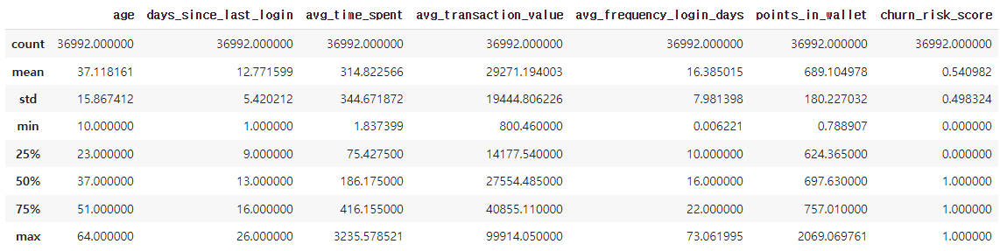 age days_since_last_login avg_time_spent avg_transaction_value avg_frequency_login_days points_in_wallet churn_risk_score
count 36992.000000 36992.000000 36992.000000 36992.000000 36992.000000 36992.000000 36992.000000
mean 37.118161 12.771599 314.822566 29271.194003 16.385015 689.104978 0.540982
std 15.867412 5.420212 344.671872 19444.806226 7.981398 180.227032 0.498324
min 10.000000 1.000000 1.837399 800.460000 0.006221 0.788907 0.000000
25% 23.000000 9.000000 75.427500 14177.540000 10.000000 624.365000 0.000000
50% 37.000000 13.000000 186.175000 27554.485000 16.000000 697.630000 1.000000
75% 51.000000 16.000000 416.155000 40855.110000 22.000000 757.010000 1.000000
max 64.000000 26.000000 3235.578521 99914.050000 73.061995 2069.069761 1.000000